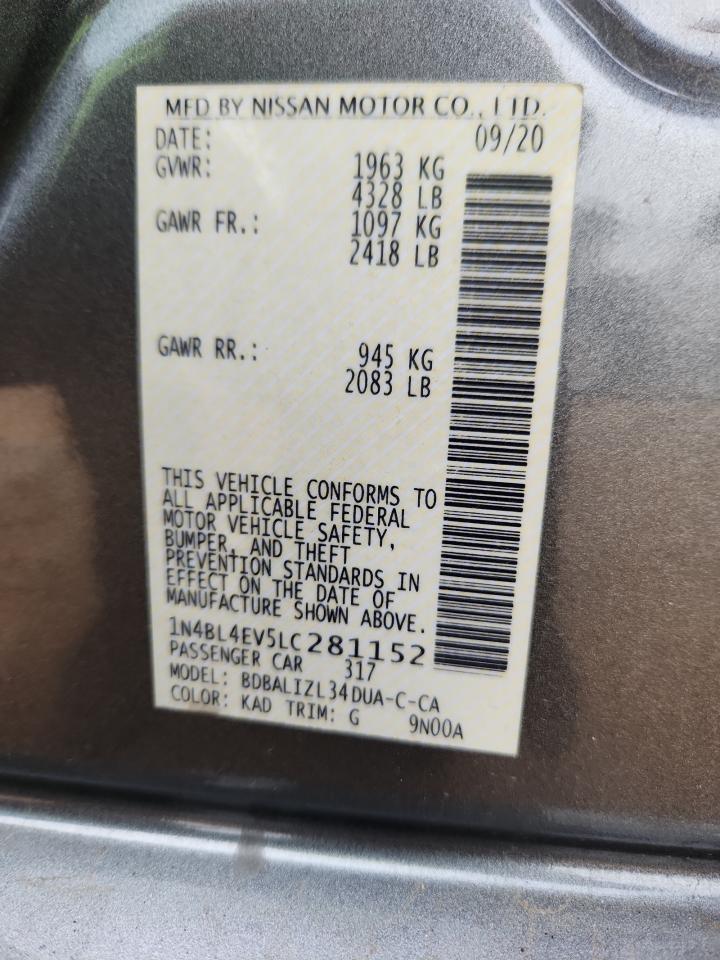 MFD BY NISSAN MOTOR CO., LTD.
DATE: 09/20
GVWR: 1963 KG
4328 LB
GAWR FR.: 1097 KG
2418 LB
GAWR RR.: 945 KG
2083 LB
THIS VEHICLE CONFORMS TO
ALL APPLICABLE FEDERAL
MOTOR VEHICLE SAFETY,
BUMPER, AND THEFT
PREVENTION STANDARDS IN
EFFECT ON THE DATE OF
MANUFACTURE SHOWN ABOVE.
1N4BL4EV5LC281152
PASSENGER CAR 317
MODEL: BDBALIZL34DUA-C-CA
COLOR: KAD TRIM: G 9N00A